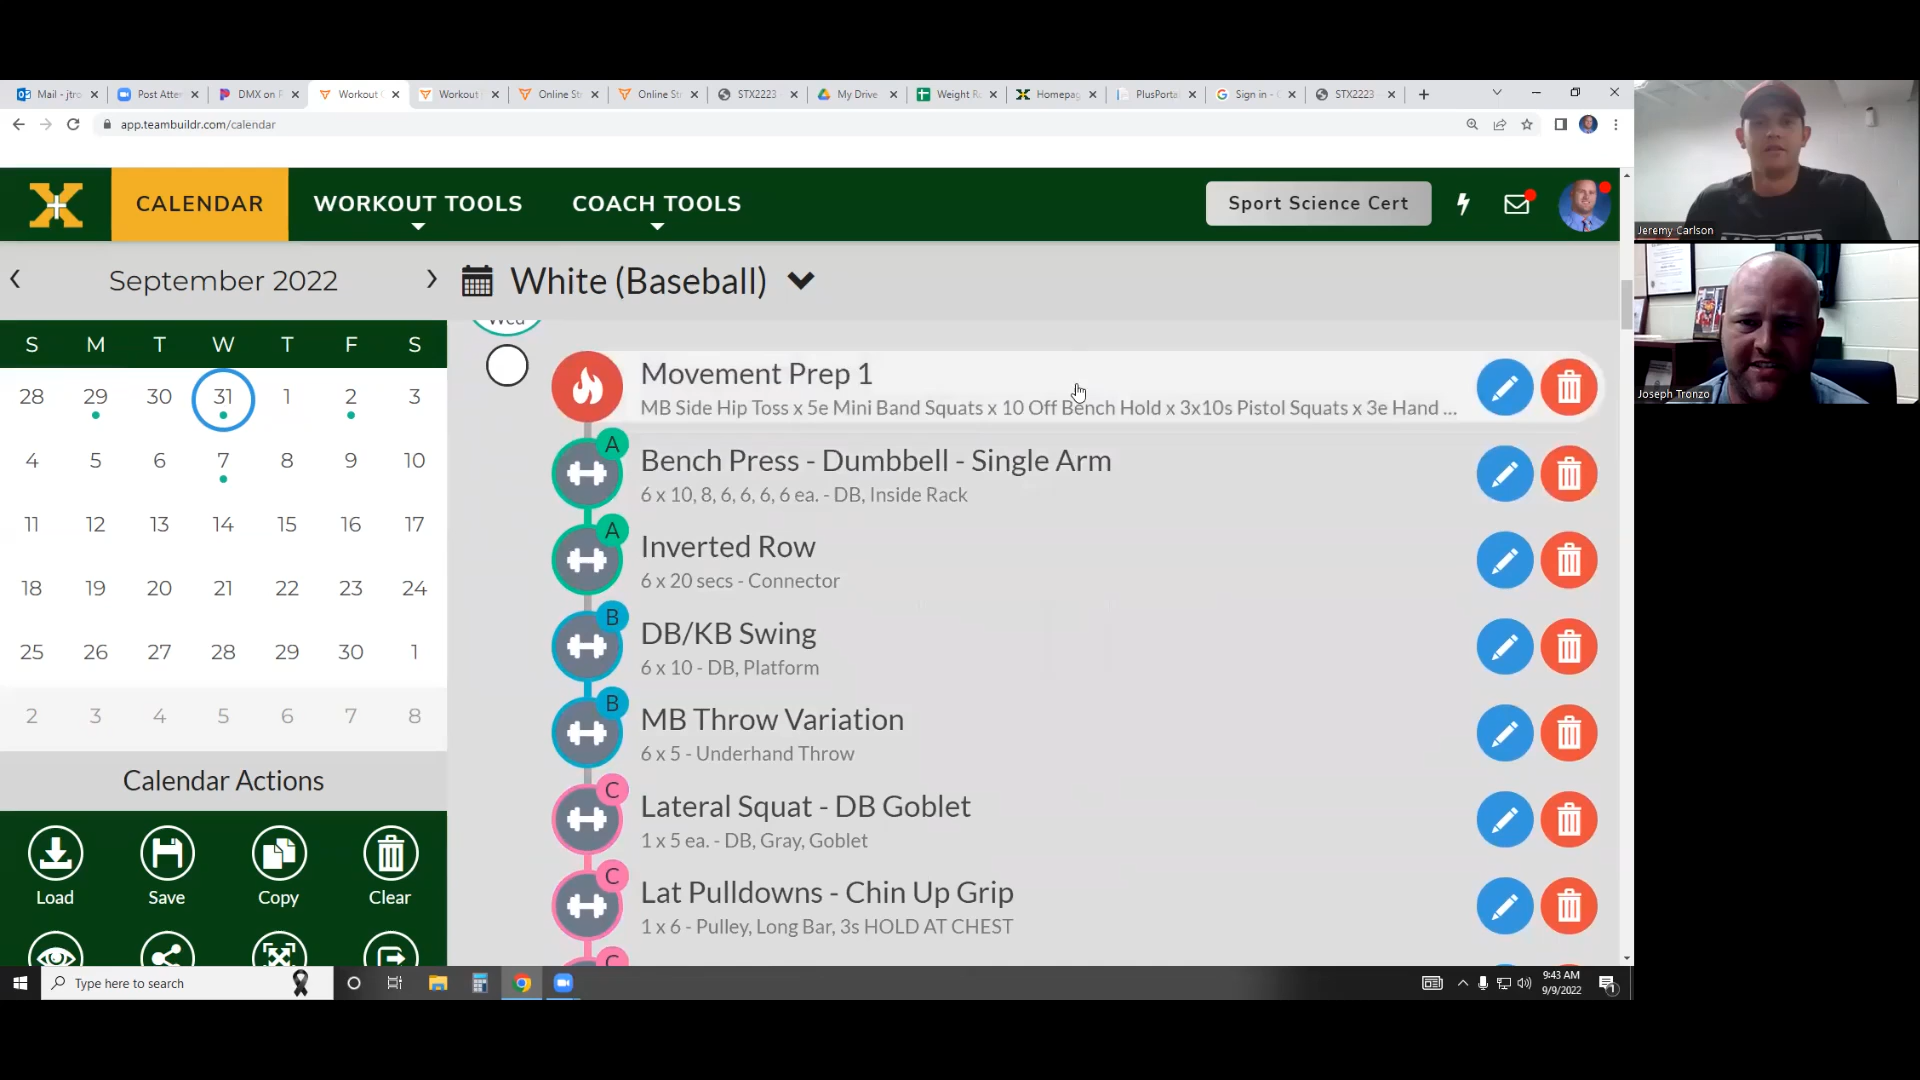 Mail - jtro
Post Atte
DMX on P
Workout C
Workout
Online St
Online St
STX2223
My Drive
Weight R
Homepag
PlusPorta
Sign in - G
STX2223
app.teambuildr.com/calendar
CALENDAR
WORKOUT TOOLS
COACH TOOLS
Sport Science Cert
September 2022
White (Baseball)
S M T W T F S
28 29 30 31 1 2 3
4 5 6 7 8 9 10
11 12 13 14 15 16 17
18 19 20 21 22 23 24
25 26 27 28 29 30 1
2 3 4 5 6 7 8
Calendar Actions
Load
Save
Copy
Clear
Wed
Movement Prep 1
MB Side Hip Toss x 5e Mini Band Squats x 10 Off Bench Hold x 3x10s Pistol Squats x 3e Hand ...
A
Bench Press - Dumbbell - Single Arm
6 x 10, 8, 6, 6, 6, 6 ea. - DB, Inside Rack
A
Inverted Row
6 x 20 secs - Connector
B
DB/KB Swing
6 x 10 - DB, Platform
B
MB Throw Variation
6 x 5 - Underhand Throw
C
Lateral Squat - DB Goblet
1 x 5 ea. - DB, Gray, Goblet
C
Lat Pulldowns - Chin Up Grip
1 x 6 - Pulley, Long Bar, 3s HOLD AT CHEST
C
Jeremy Carlson
Joseph Tronzo
Type here to search
9:43 AM
9/9/2022
1